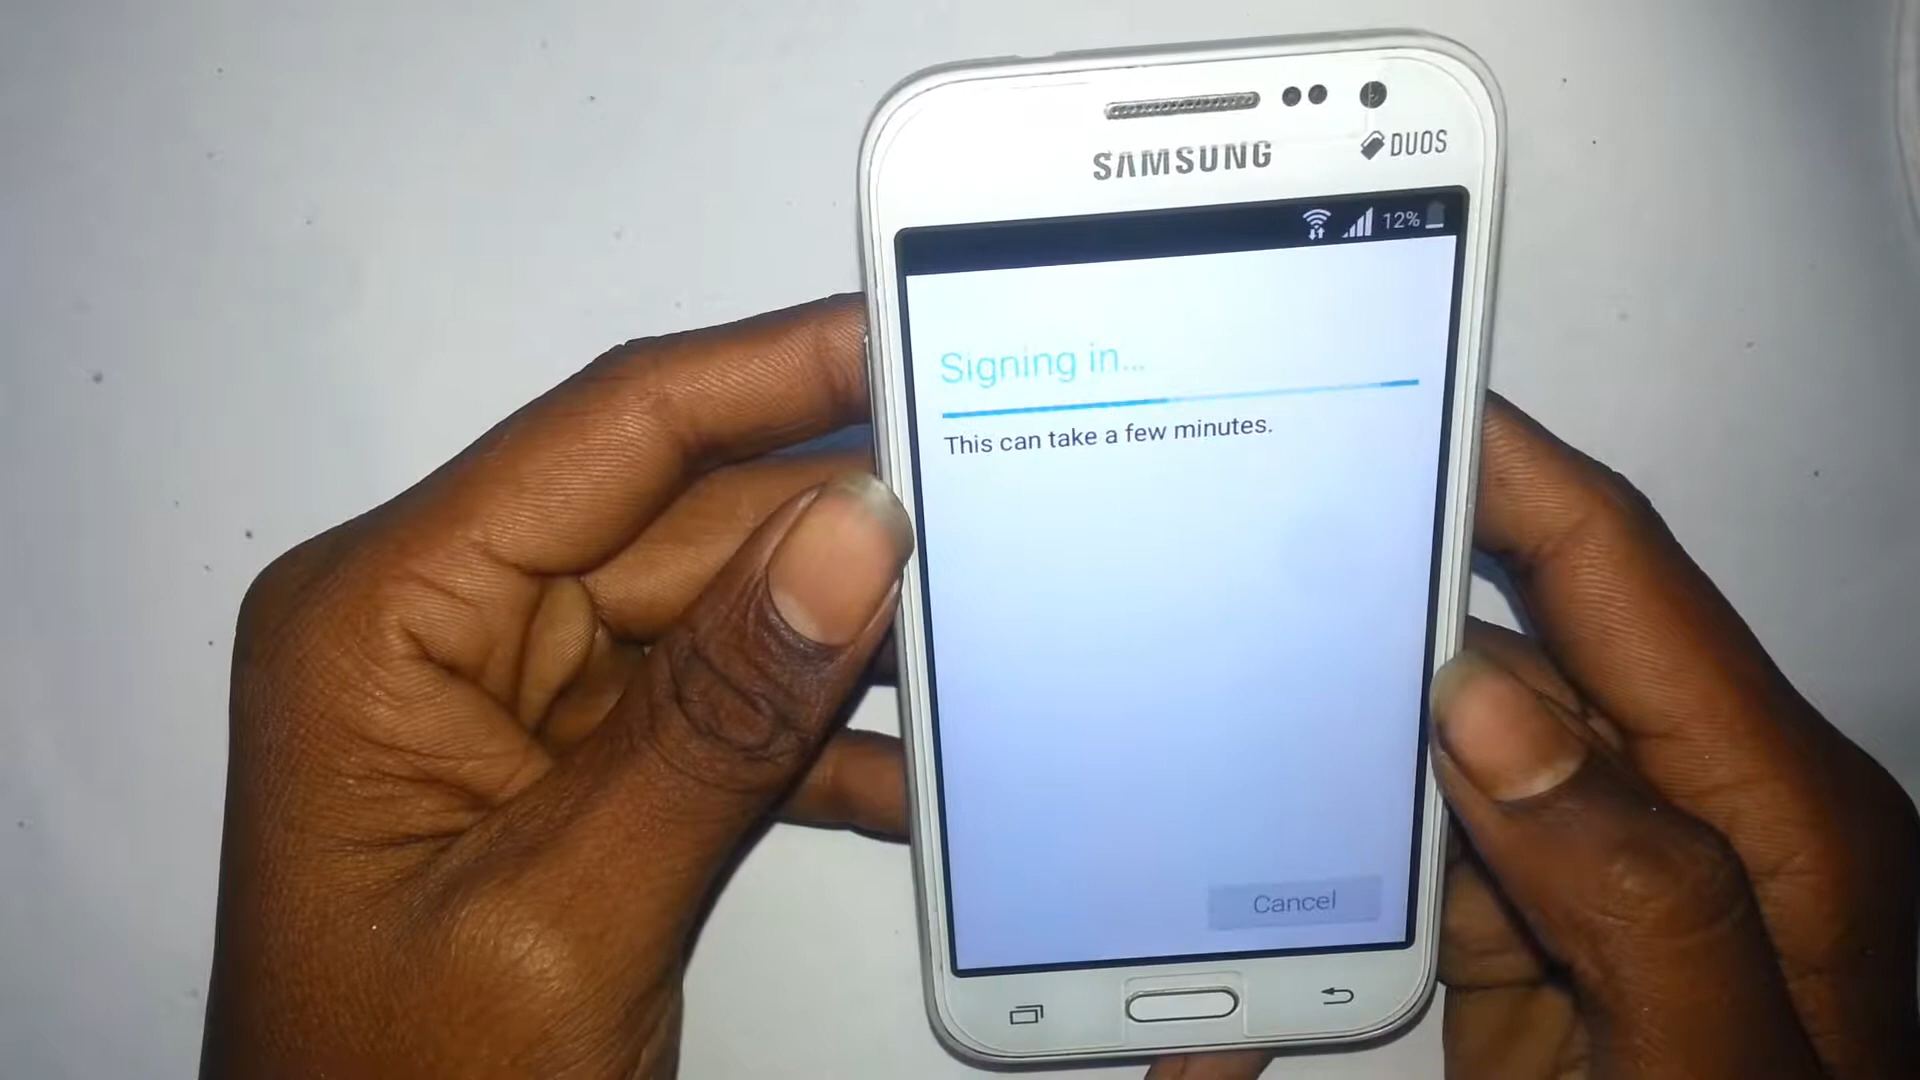 SAMSUNG
DUOS
12%
Signing in...
This can take a few minutes.
Cancel